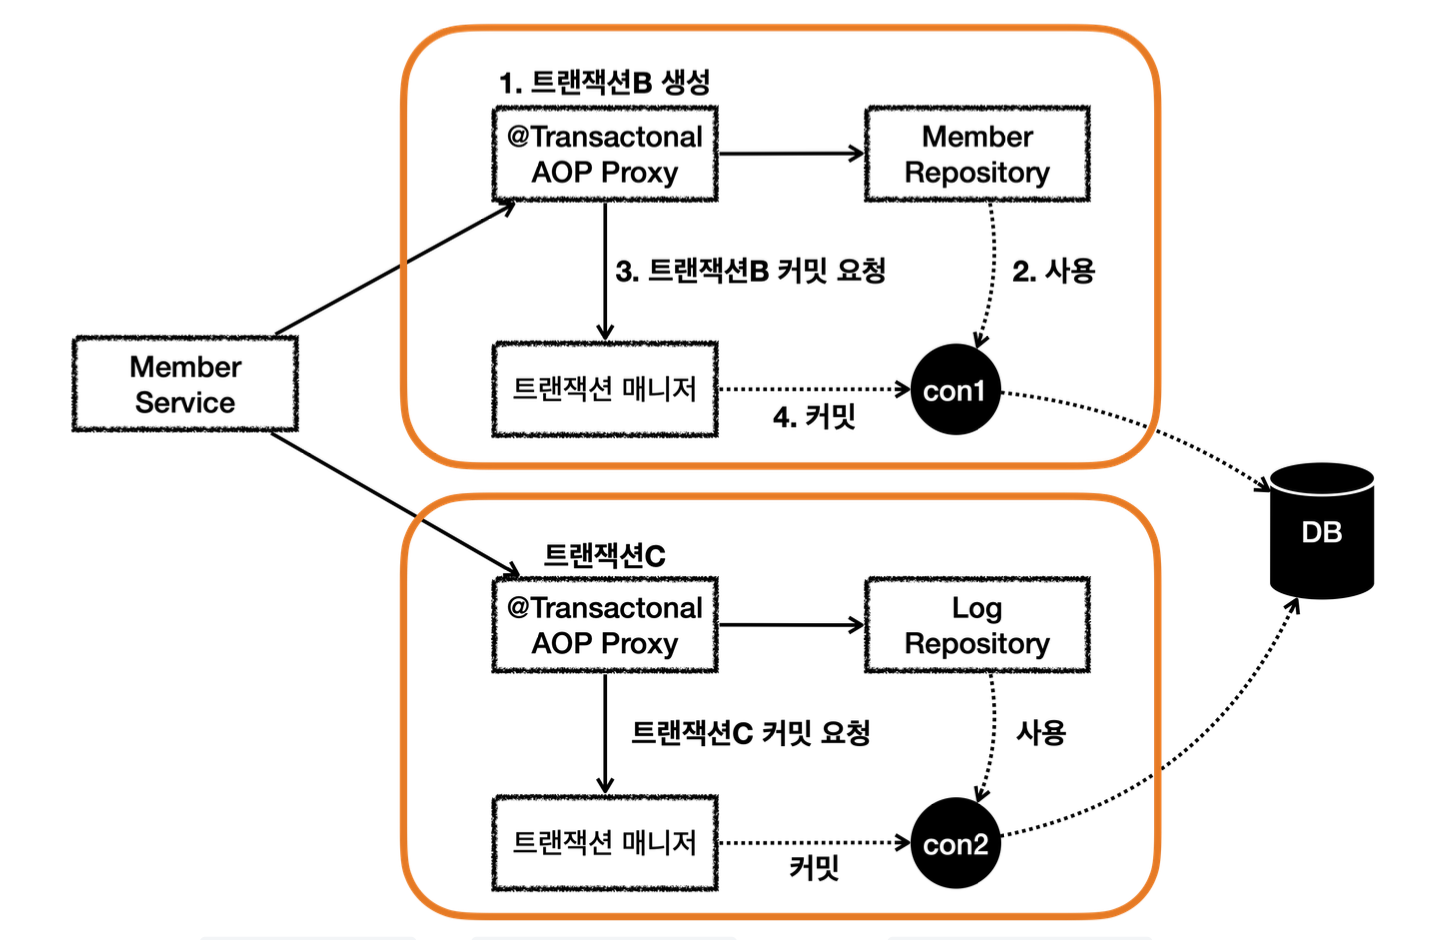 1. 트랜잭션B 생성
@Transactonal
AOP Proxy
Member
Repository
3. 트랜잭션B 커밋 요청
2. 사용
Member
Service
트랜잭션 매니저
4. 커밋
con1
DB
트랜잭션C
@Transactonal
AOP Proxy
Log
Repository
트랜잭션C 커밋 요청
사용
트랜잭션 매니저
커밋
con2